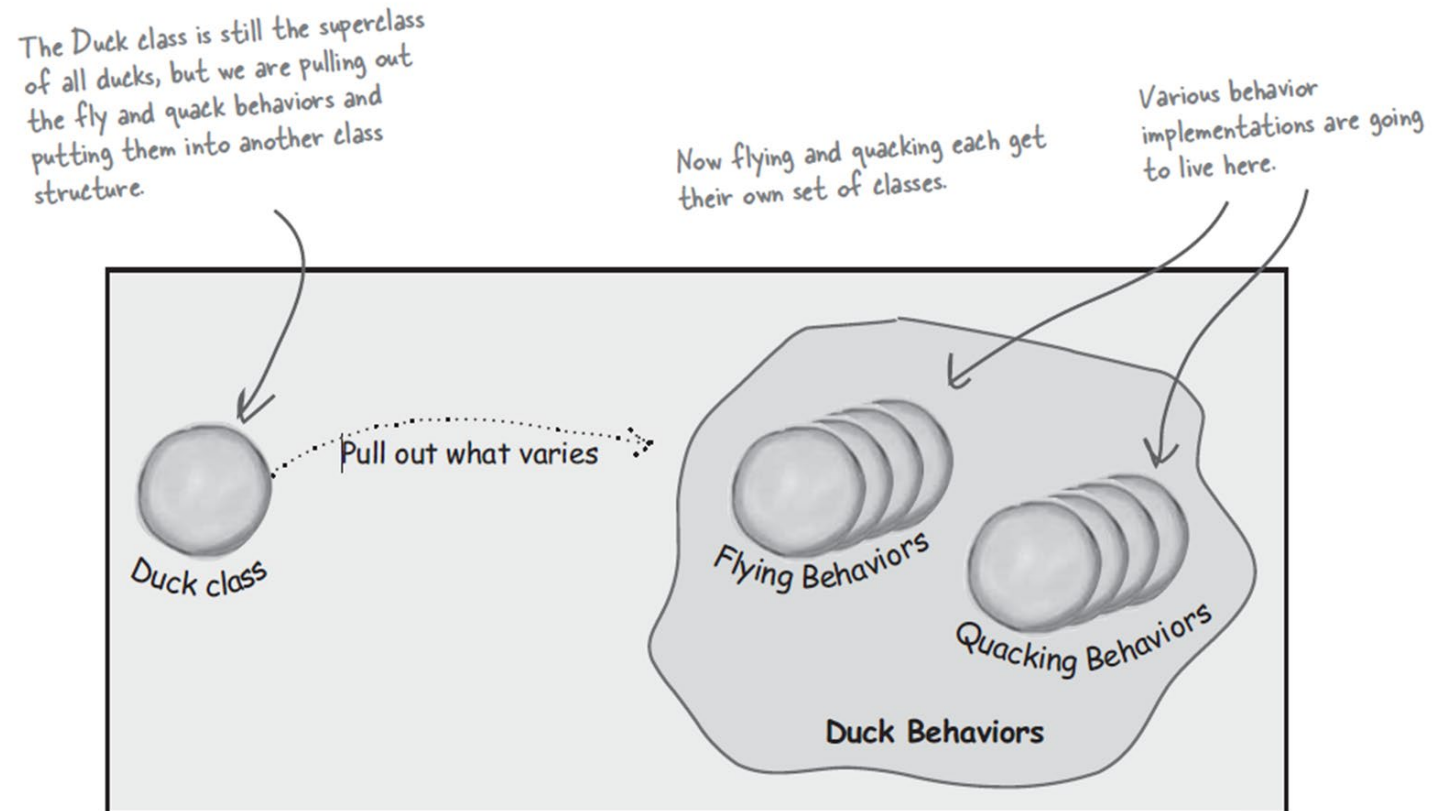 The Duck class is still the superclass
of all ducks, but we are pulling out
the fly and quack behaviors and
putting them into another class
structure.
Now flying and quacking each get
their own set of classes.
Various behavior
implementations are going
to live here.
Pull out what varies
Duck class
Flying Behaviors
Quacking Behaviors
Duck Behaviors